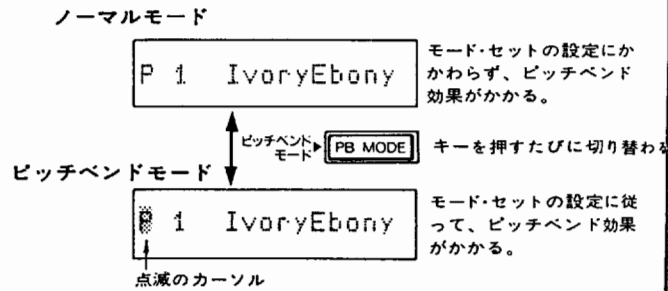 ノーマルモード
P 1 IvoryEbony
モード・セットの設定にか
かわらず、ピッチベンド
効果がかかる。
ピッチベンド
モード
PB MODE
キーを押すたびに切り替わる
ピッチベンドモード
P 1 IvoryEbony
モード・セットの設定に従
って、ピッチベンド効果
がかかる。
点滅のカーソル